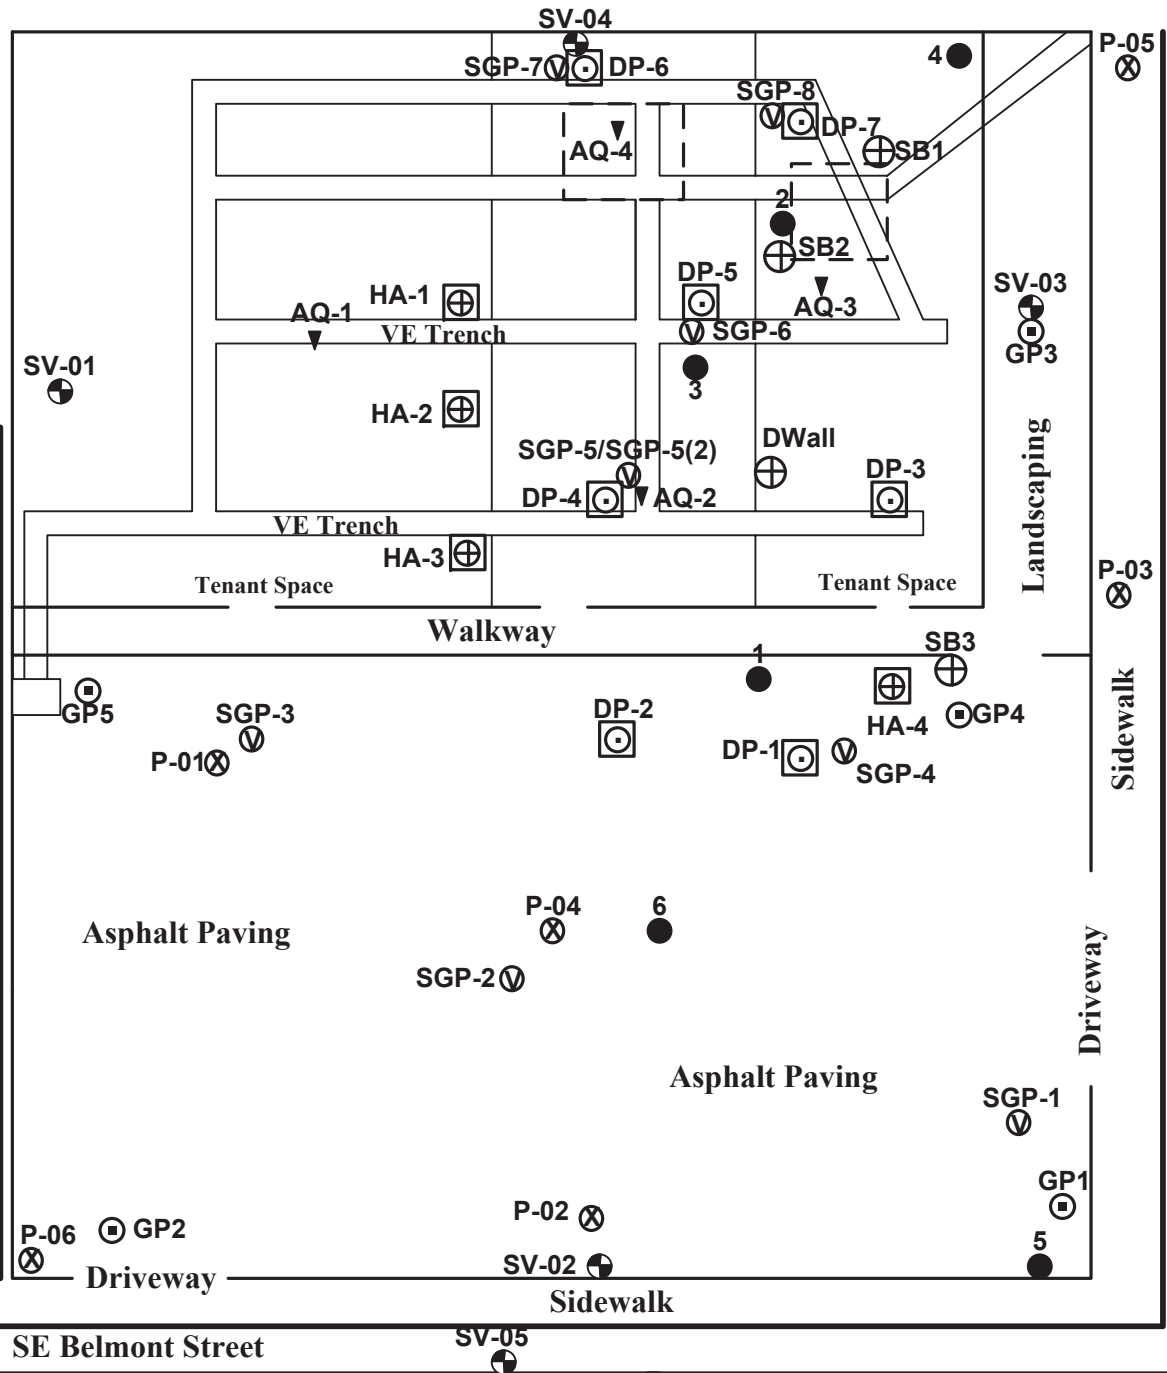 SV-04
SGP-7 DP-6
4
P-05
SGP-8
DP-7
AQ-4
SB1
2
SB2
DP-5
HA-1
AQ-1
AQ-3
SV-03
VE Trench
SGP-6
GP3
SV-01
3
HA-2
DWall
SGP-5/SGP-5(2)
DP-3
DP-4 AQ-2
Landscaping
VE Trench
HA-3
Tenant Space
Tenant Space
P-03
Walkway
SB3
1
GP5
SGP-3
DP-2
HA-4
GP4
Sidewalk
P-01
DP-1
SGP-4
P-04
6
Asphalt Paving
SGP-2
Driveway
Asphalt Paving
SGP-1
GP1
P-02
GP2
P-06
5
SV-02
Driveway
Sidewalk
SE Belmont Street
SV-05